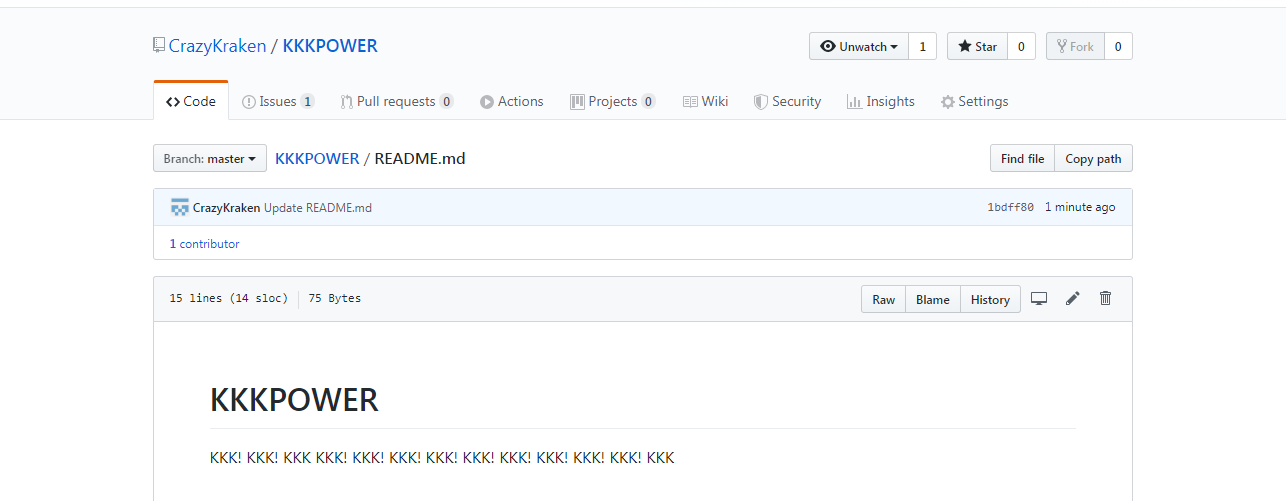 CrazyKraken / KKKPOWER
Unwatch 1 Star 0 Fork 0
Code Issues 1 Pull requests 0 Actions Projects 0 Wiki Security Insights Settings
Branch: master KKKPOWER / README.md Find file Copy path
CrazyKraken Update README.md 1bdff80 1 minute ago
1 contributor
15 lines (14 sloc) 75 Bytes Raw Blame History
KKKPOWER
KKK! KKK! KKK KKK! KKK! KKK! KKK! KKK! KKK! KKK! KKK! KKK! KKK